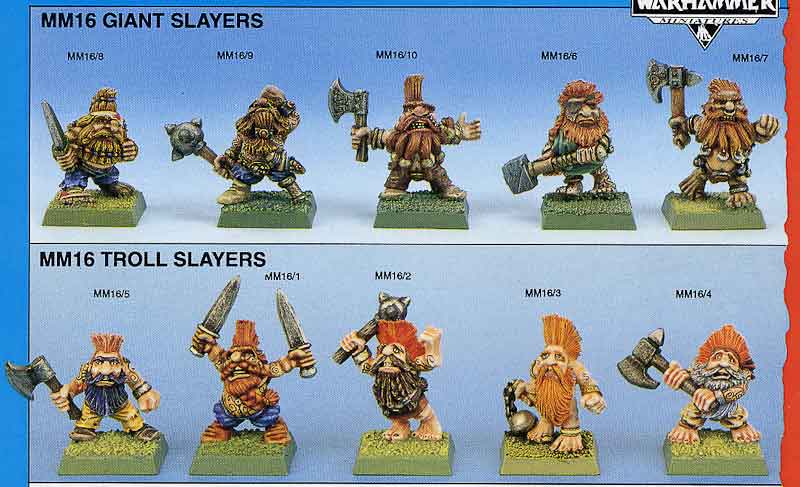 WARHAMMER
MINIATURES
MM16 GIANT SLAYERS
MM16/8 MM16/9 MM16/10 MM16/6 MM16/7
MM16 TROLL SLAYERS
MM16/5 MM16/1 MM16/2 MM16/3 MM16/4